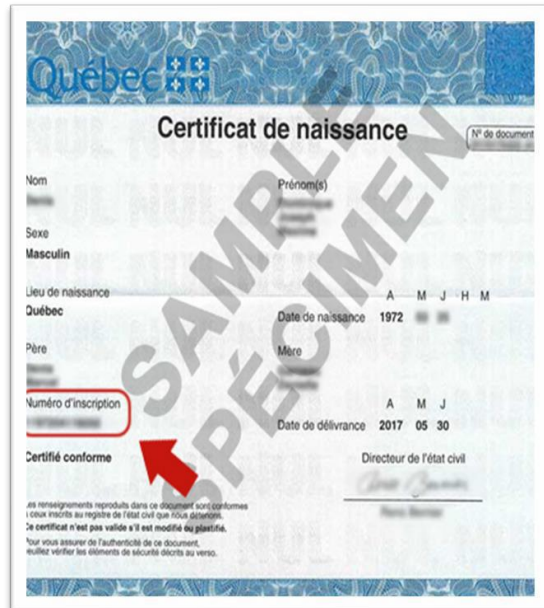 Québec
Certificat de naissance
N° de document
Nom
Prénom(s)
Sexe
Masculin
Lieu de naissance
Québec
A M J H M
Date de naissance 1972
Père
Mère
Numéro d'inscription
A M J
Date de délivrance 2017 05 30
Certifié conforme
Directeur de l'état civil
Les renseignements reproduits dans ce document sont conformes
à ceux inscrits au registre de l'état civil que nous détenons.
Ce certificat n'est pas valide s'il est modifié ou plastifié.
Pour vous assurer de l'authenticité de ce document,
veuillez vérifier les éléments de sécurité décrits au verso.
SAMPLE
SPÉCIMEN